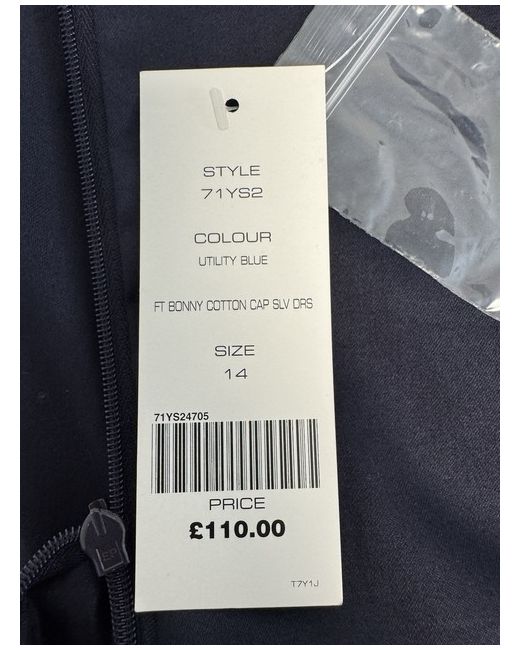 STYLE
71YS2
COLOUR
UTILITY BLUE
FT BONNY COTTON CAP SLV DRS
SIZE
14
71YS24705
PRICE
£110.00
T7Y1J